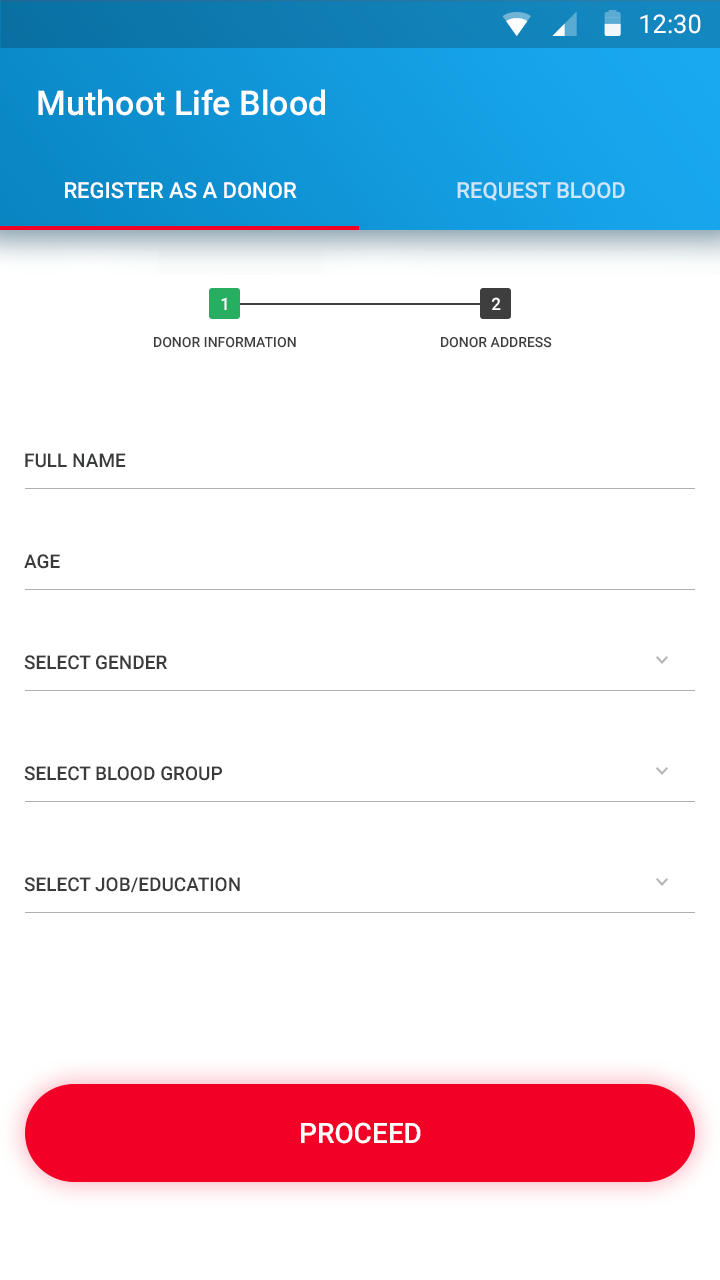 12:30
Muthoot Life Blood
REGISTER AS A DONOR REQUEST BLOOD
1 2
DONOR INFORMATION DONOR ADDRESS
FULL NAME
AGE
SELECT GENDER
SELECT BLOOD GROUP
SELECT JOB/EDUCATION
PROCEED